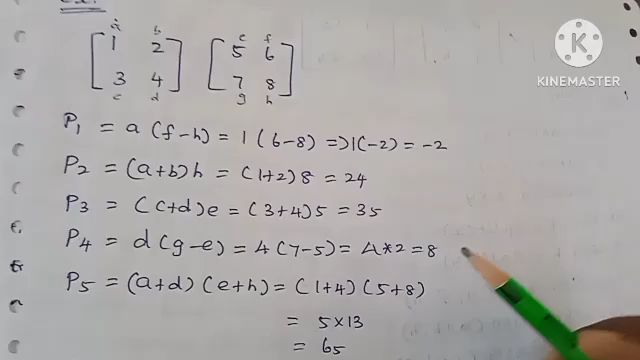 Ex:
a b e f
[1 2] [5 6]
[3 4] [7 8]
c d g h
P1 = a(f-h) = 1(6-8) => 1(-2) = -2
P2 = (a+b)h = (1+2)8 = 24
P3 = (c+d)e = (3+4)5 = 35
P4 = d(g-e) = 4(7-5) = 4*2 = 8
P5 = (a+d)(e+h) = (1+4)(5+8)
= 5×13
= 65
KINEMASTER